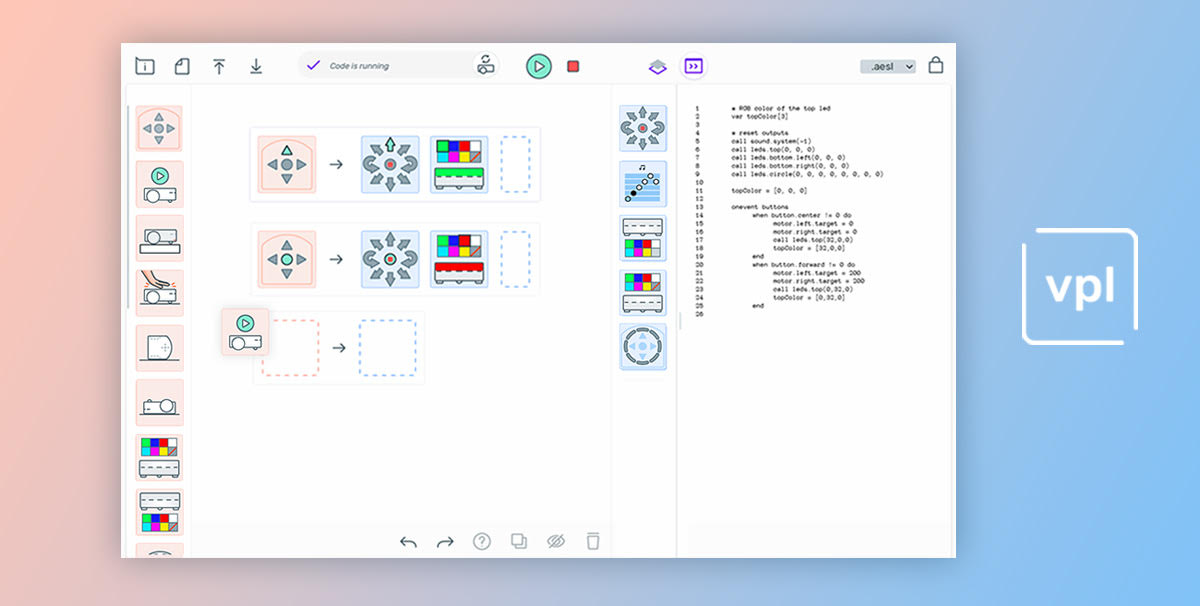 Code is running
.aesl
1 * RGB color of the top led
2 var topColor[3]
3
4 * reset outputs
5 call sound.system(-1)
6 call leds.top(0, 0, 0)
7 call leds.bottom.left(0, 0, 0)
8 call leds.bottom.right(0, 0, 0)
9 call leds.circle(0, 0, 0, 0, 0, 0, 0, 0)
10
11 topColor = [0, 0, 0]
12
13 onevent buttons
14 when button.center != 0 do
15 motor.left.target = 0
16 motor.right.target = 0
17 call leds.top(32,0,0)
18 topColor = [32,0,0]
19 end
20 when button.forward != 0 do
21 motor.left.target = 200
22 motor.right.target = 200
23 call leds.top(0,32,0)
24 topColor = [0,32,0]
25 end
26
vpl